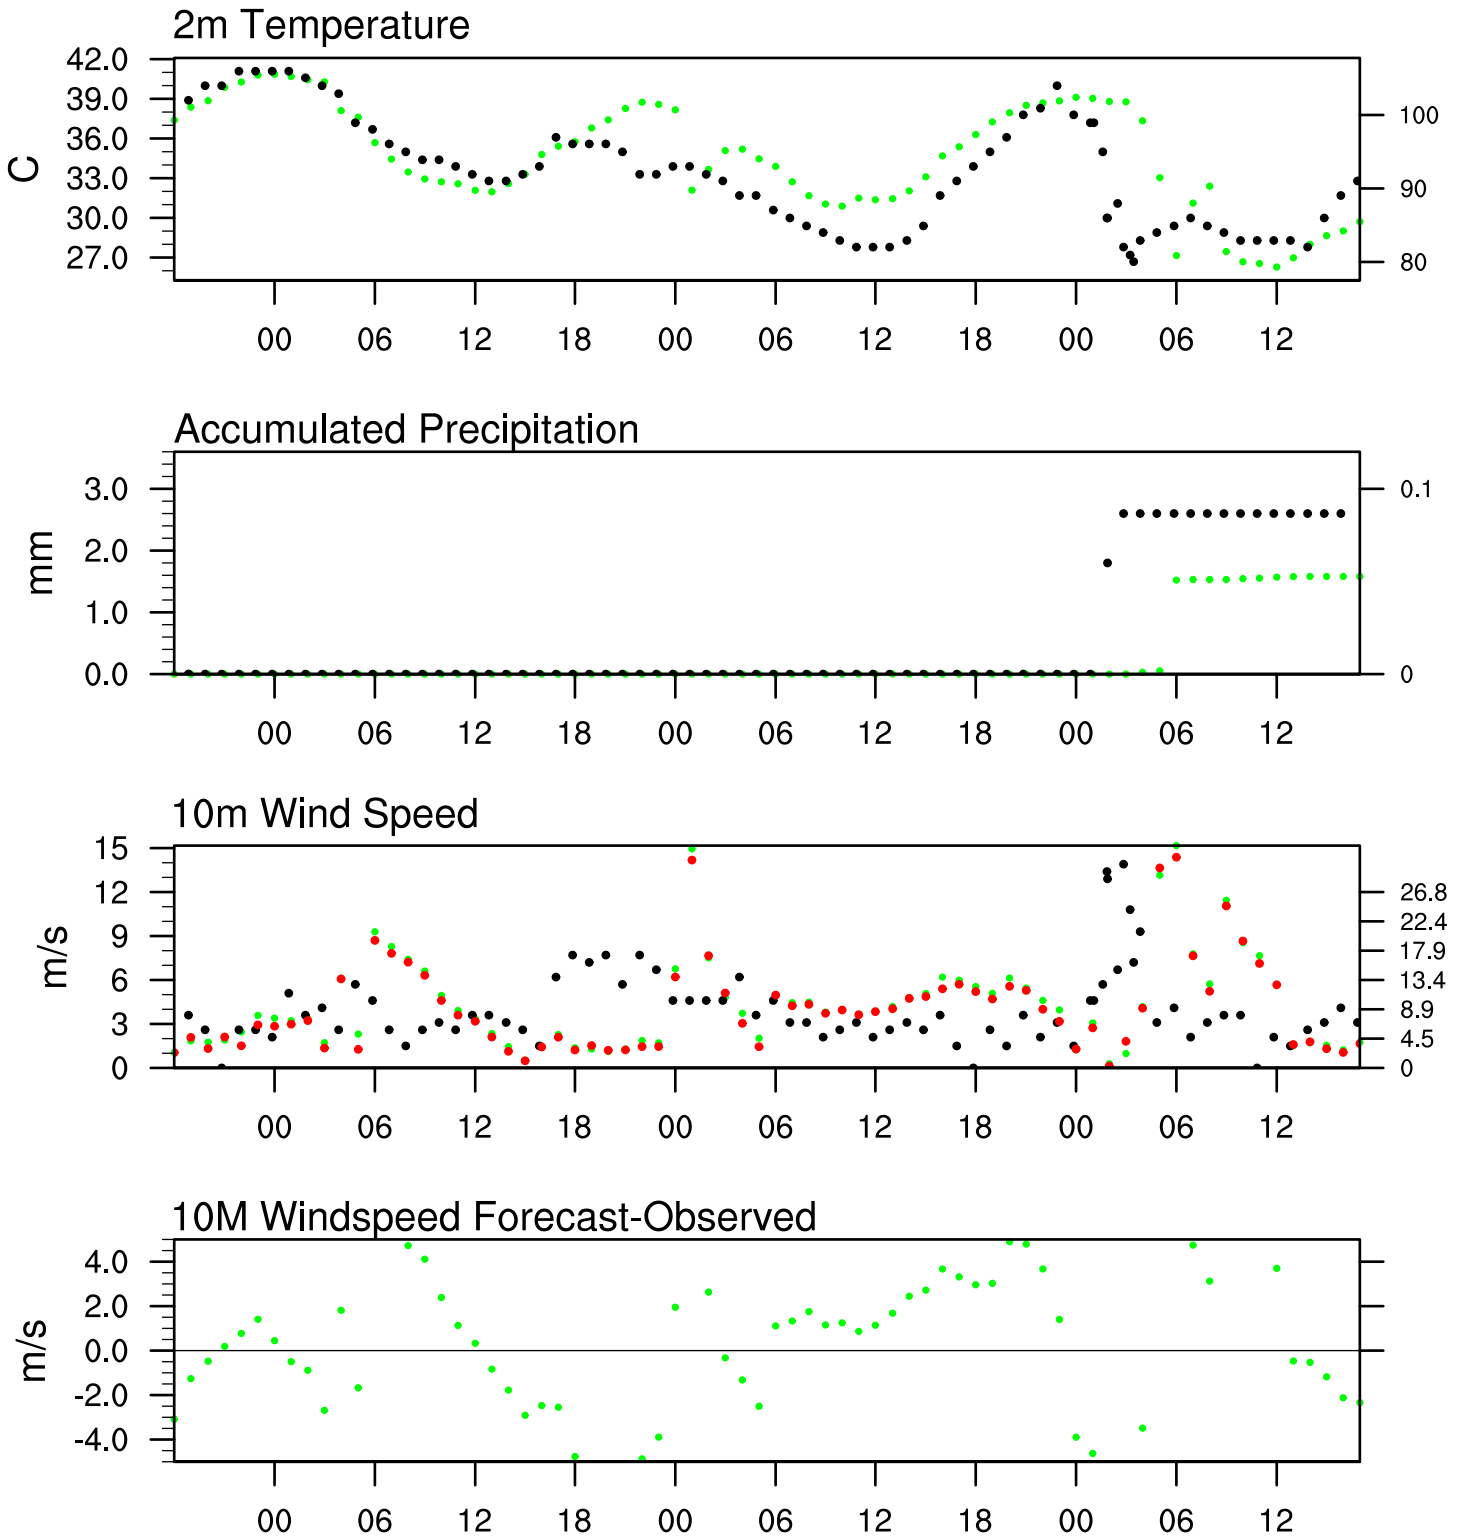 2m Temperature
42.0
39.0
36.0
33.0
30.0
27.0
C
100
90
80
00 06 12 18 00 06 12 18 00 06 12
Accumulated Precipitation
3.0
2.0
1.0
0.0
mm
0.1
0
00 06 12 18 00 06 12 18 00 06 12
10m Wind Speed
15
12
9
6
3
0
m/s
26.8
22.4
17.9
13.4
8.9
4.5
0
00 06 12 18 00 06 12 18 00 06 12
10M Windspeed Forecast-Observed
4.0
2.0
0.0
-2.0
-4.0
m/s
00 06 12 18 00 06 12 18 00 06 12